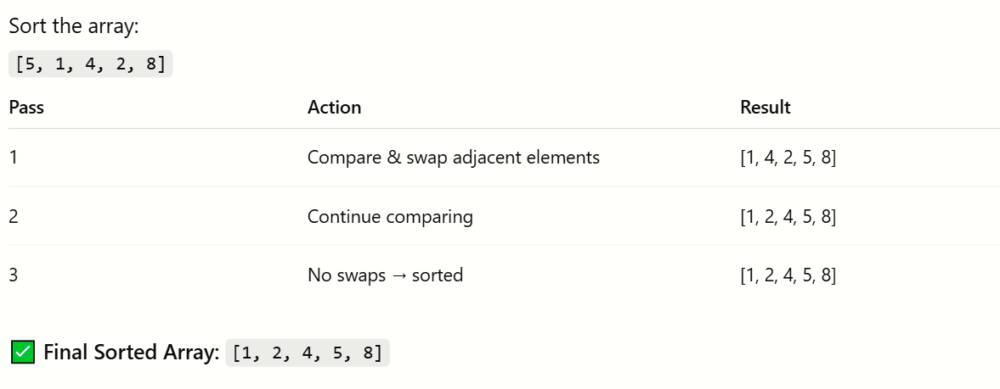 Sort the array:
[5, 1, 4, 2, 8]
Pass Action Result
1 Compare & swap adjacent elements [1, 4, 2, 5, 8]
2 Continue comparing [1, 2, 4, 5, 8]
3 No swaps → sorted [1, 2, 4, 5, 8]
✅ Final Sorted Array: [1, 2, 4, 5, 8]